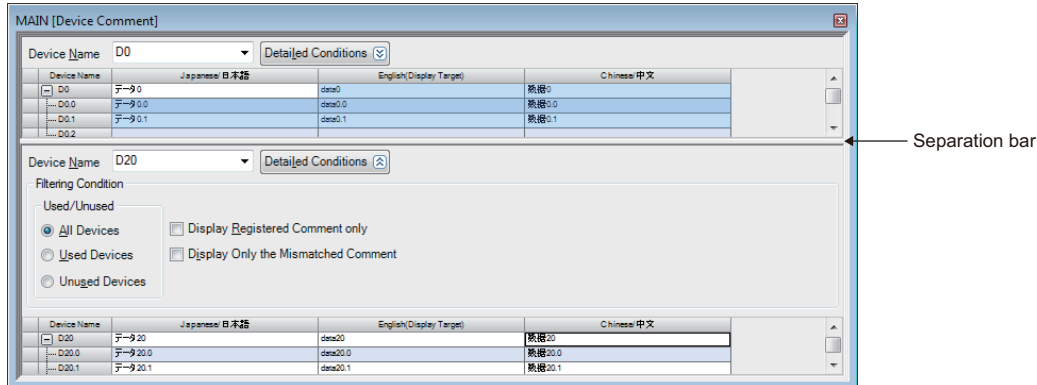 MAIN [Device Comment]
Device Name D0 Detailed Conditions
Device Name Japanese/日本語 English(Display Target) Chinese/中文
D0 データ0 data0 数据0
D0.0 データ0.0 data0.0 数据0.0
D0.1 データ0.1 data0.1 数据0.1
D0.2
Separation bar
Device Name D20 Detailed Conditions
Filtering Condition
Used/Unused
All Devices Display Registered Comment only
Used Devices Display Only the Mismatched Comment
Unused Devices
Device Name Japanese/日本語 English(Display Target) Chinese/中文
D20 データ20 data20 数据20
D20.0 データ20.0 data20.0 数据20.0
D20.1 データ20.1 data20.1 数据20.1